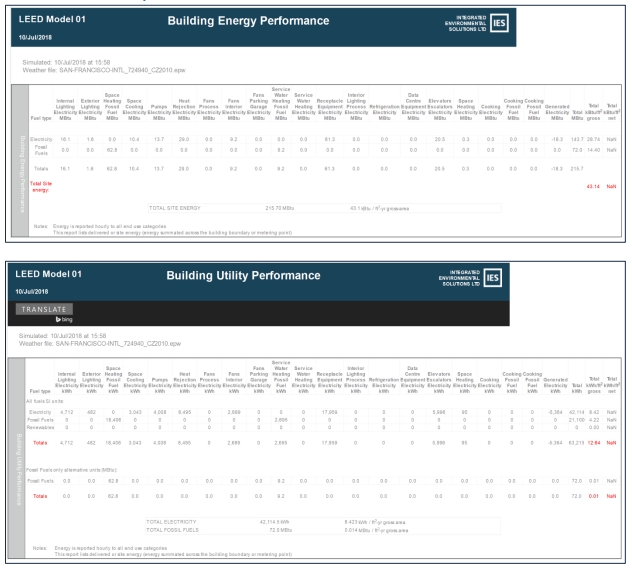 LEED Model 01
Building Energy Performance
INTEGRATED
ENVIRONMENTAL
SOLUTIONS LTD
IES
10/Jul/2018
Simulated: 10/Jul/2018 at 15:58
Weather file: SAN-FRANCISCO-INTL_724940_CZ2010.epw
Fuel type Internal Lighting Electricity MBtu Exterior Lighting Electricity MBtu Space Heating Fossil Fuel MBtu Space Cooling Electricity MBtu Pumps Electricity MBtu Heat Rejection Electricity MBtu Fans Process Electricity MBtu Fans Interior Electricity MBtu Fans Parking Garage Electricity MBtu Service Water Heating Fossil Fuel MBtu Service Water Heating Electricity MBtu Receptacle Equipment Electricity MBtu Interior Lighting Process Electricity MBtu Refrigeration Electricity MBtu Data Centre Equipment Electricity MBtu Elevators Escalators Electricity MBtu Space Heating Electricity MBtu Cooking Electricity MBtu Cooking Fossil Fuel MBtu Cooking Fossil Fuel MBtu Generated Electricity MBtu Total MBtu Total kBtu/ft² gross Total kBtu/ft² net
Electricity 16.1 1.6 0.0 10.4 13.7 29.0 0.0 9.2 0.0 0.0 0.0 61.3 0.0 0.0 0.0 20.5 0.3 0.0 0.0 0.0 -18.3 143.7 28.74 NaN
Fossil Fuels 0.0 0.0 62.8 0.0 0.0 0.0 0.0 0.0 0.0 9.2 0.0 0.0 0.0 0.0 0.0 0.0 0.0 0.0 0.0 0.0 0.0 72.0 14.40 NaN
Totals 16.1 1.6 62.8 10.4 13.7 29.0 0.0 9.2 0.0 9.2 0.0 61.3 0.0 0.0 0.0 20.5 0.3 0.0 0.0 0.0 -18.3 215.7
Total Site energy: 43.14 NaN
Building Energy Performance
TOTAL SITE ENERGY 215.70 MBtu 43.1 kBtu / ft²·yr gross area
Notes: Energy is reported hourly to all end use categories
This report lists delivered or site energy (energy summated across the building boundary or metering point)
LEED Model 01
Building Utility Performance
INTEGRATED
ENVIRONMENTAL
SOLUTIONS LTD
IES
10/Jul/2018
TRANSLATE
bing
Simulated: 10/Jul/2018 at 15:58
Weather file: SAN-FRANCISCO-INTL_724940_CZ2010.epw
Fuel type Internal Lighting Electricity kWh Exterior Lighting Electricity kWh Space Heating Fossil Fuel kWh Space Cooling Electricity kWh Pumps Electricity kWh Heat Rejection Electricity kWh Fans Process Electricity kWh Fans Interior Electricity kWh Fans Parking Garage Electricity kWh Service Water Heating Fossil Fuel kWh Service Water Heating Electricity kWh Receptacle Equipment Electricity kWh Interior Lighting Process Electricity kWh Refrigeration Electricity kWh Data Centre Equipment Electricity kWh Elevators Escalators Electricity kWh Space Heating Electricity kWh Cooking Electricity kWh Cooking Fossil Fuel kWh Cooking Fossil Fuel kWh Generated Electricity kWh Total kWh Total kWh/ft² gross Total kWh/ft² net
All fuels,SI units:
Electricity 4,712 482 0 3,043 4,008 8,495 0 2,699 0 0 0 17,959 0 0 0 5,998 95 0 0 0 -5,364 42,114 8.42 NaN
Fossil Fuels 0 0 18,408 0 0 0 0 0 0 2,695 0 0 0 0 0 0 0 0 0 0 0 21,100 4.22 NaN
Renewables 0 0 0 0 0 0 0 0 0 0 0 0 0 0 0 0 0 0 0 0 0 0 0.00 NaN
Totals 4,712 482 18,408 3,043 4,008 8,495 0 2,699 0 2,695 0 17,959 0 0 0 5,998 95 0 0 0 -5,364 63,215 12.64 NaN
Building Utility Performance
Fossil Fuels only alternative units (MBtu):
Fossil Fuels 0.0 0.0 62.8 0.0 0.0 0.0 0.0 0.0 0.0 9.2 0.0 0.0 0.0 0.0 0.0 0.0 0.0 0.0 0.0 0.0 0.0 72.0 0.01 NaN
Totals 0.0 0.0 62.8 0.0 0.0 0.0 0.0 0.0 0.0 9.2 0.0 0.0 0.0 0.0 0.0 0.0 0.0 0.0 0.0 0.0 0.0 72.0 0.01 NaN
TOTAL ELECTRICITY 42,114.0 kWh 8.423 kWh / ft²·yr gross area
TOTAL FOSSIL FUELS 72.0 MBtu 0.014 MBtu / ft²·yr gross area
Notes: Energy is reported hourly to all end use categories
This report lists delivered or site energy (energy summated across the building boundary or metering point)